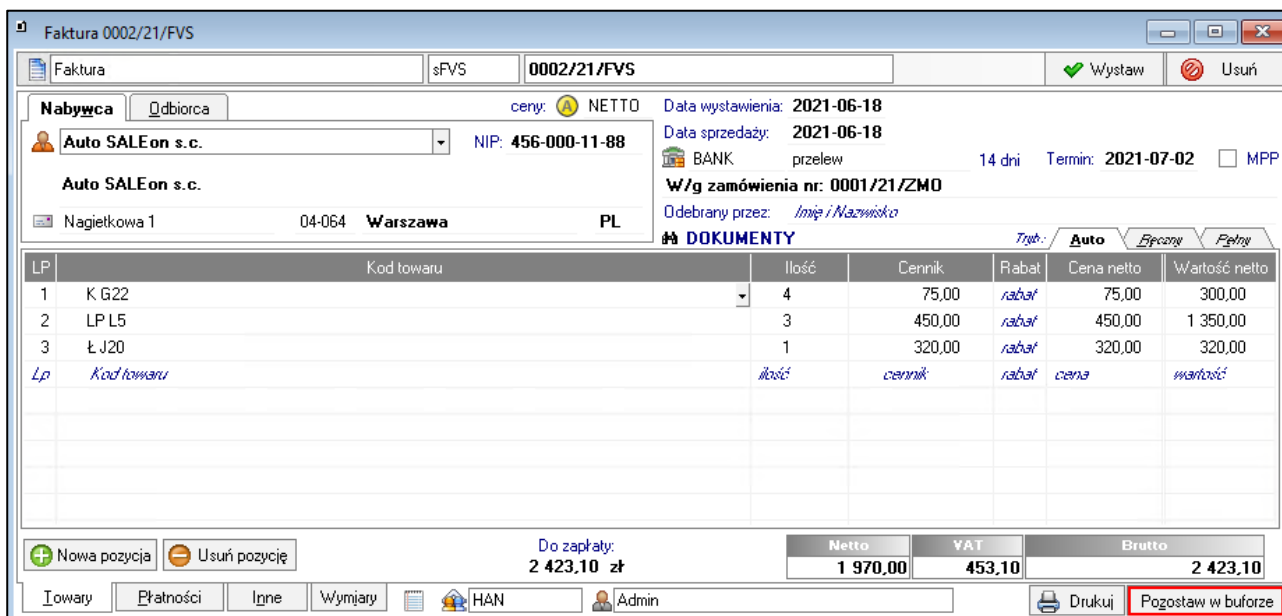 Faktura 0002/21/FVS
Faktura sFVS 0002/21/FVS Wystaw Usuń
Nabywca Odbiorca ceny: A NETTO Data wystawienia: 2021-06-18
Auto SALEon s.c. NIP: 456-000-11-88 Data sprzedaży: 2021-06-18
BANK przelew 14 dni Termin: 2021-07-02 MPP
Auto SALEon s.c. W/g zamówienia nr: 0001/21/ZMO
Nagietkowa 1 04-064 Warszawa PL Odebrany przez: Imię i Nazwisko
DOKUMENTY Tryb: Auto Ręczny Pełny
LP Kod towaru Ilość Cennik Rabat Cena netto Wartość netto
1 K G22 4 75,00 rabat 75,00 300,00
2 LP L5 3 450,00 rabat 450,00 1 350,00
3 Ł J20 1 320,00 rabat 320,00 320,00
Lp Kod towaru ilość cennik rabat cena wartość
Nowa pozycja Usuń pozycję Do zapłaty: Netto VAT Brutto
2 423,10 zł 1 970,00 453,10 2 423,10
Towary Płatności Inne Wymiary HAN Admin Drukuj Pozostaw w buforze